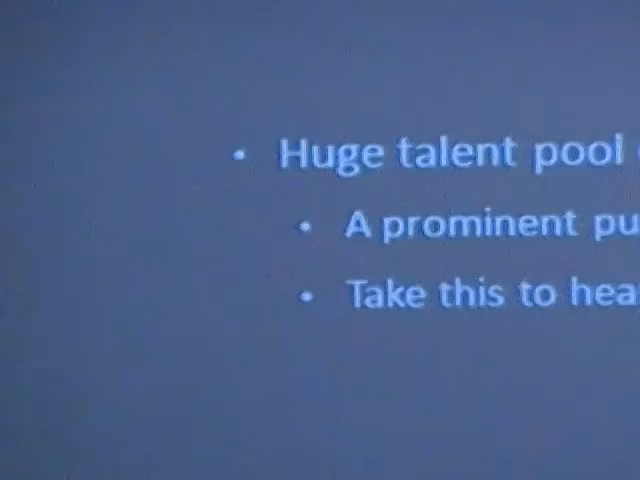 • Huge talent pool
• A prominent
• Take this to